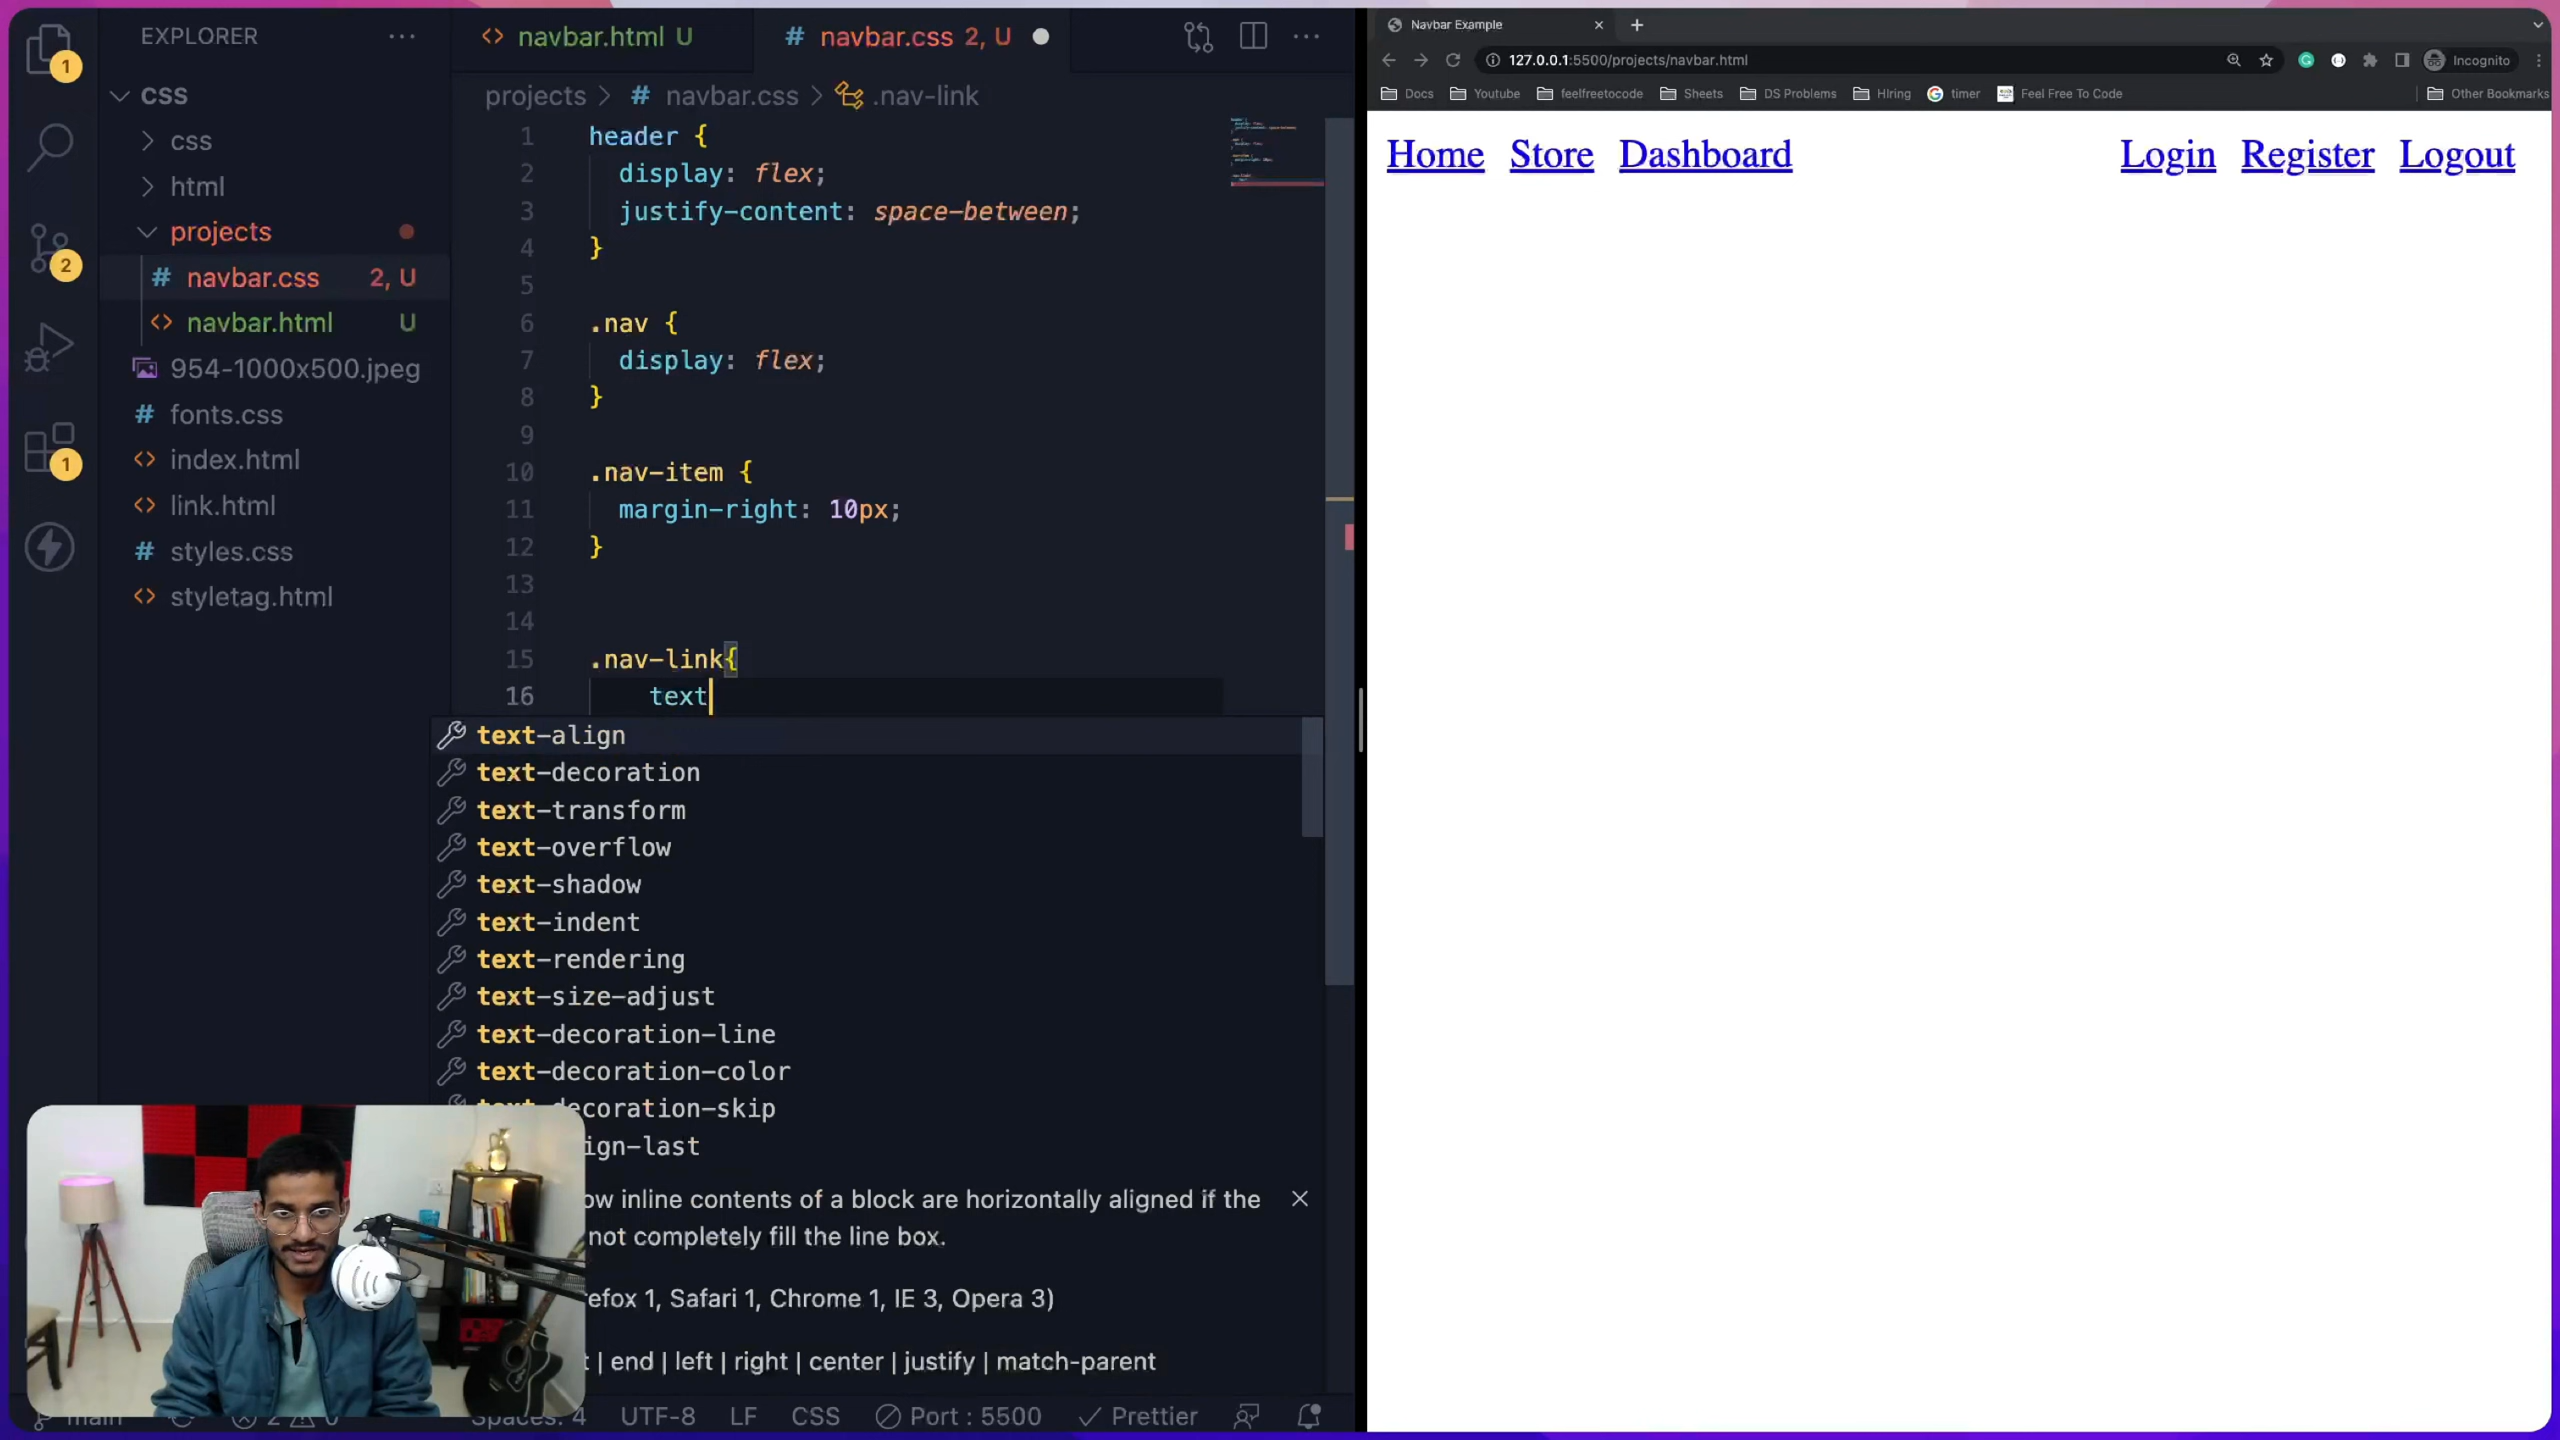 EXPLORER
CSS
css
html
projects
navbar.css 2, U
navbar.html U
954-1000x500.jpeg
fonts.css
index.html
link.html
styles.css
styletag.html
1
2
1
navbar.html U
navbar.css 2, U
projects > navbar.css > .nav-link
1 header {
2 display: flex;
3 justify-content: space-between;
4 }
5
6 .nav {
7 display: flex;
8 }
9
10 .nav-item {
11 margin-right: 10px;
12 }
13
14
15 .nav-link{
16 text
text-align
text-decoration
text-transform
text-overflow
text-shadow
text-indent
text-rendering
text-size-adjust
text-decoration-line
text-decoration-color
decoration-skip
ign-last
ow inline contents of a block are horizontally aligned if the
not completely fill the line box.
efox 1, Safari 1, Chrome 1, IE 3, Opera 3)
| end | left | right | center | justify | match-parent
main 2 0 Spaces: 4 UTF-8 LF CSS Port : 5500 Prettier
Navbar Example
127.0.0.1:5500/projects/navbar.html
Incognito
Docs Youtube feelfreetocode Sheets DS Problems HIring timer Feel Free To Code Other Bookmarks
Home Store Dashboard Login Register Logout